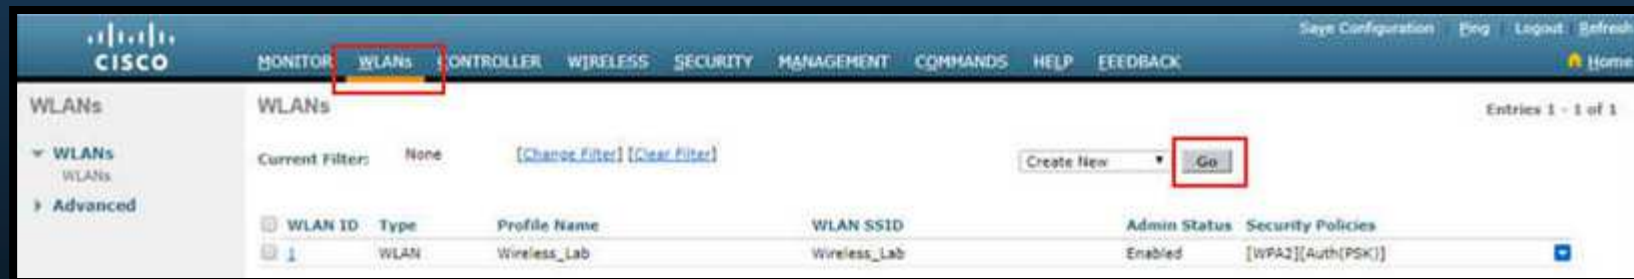 Save Configuration Ping Logout Refresh
CISCO MONITOR WLANs CONTROLLER WIRELESS SECURITY MANAGEMENT COMMANDS HELP FEEDBACK Home
WLANs WLANs Entries 1 - 1 of 1
WLANs
WLANs
Advanced
Current Filter: None [Change Filter] [Clear Filter] Create New Go
WLAN ID Type Profile Name WLAN SSID Admin Status Security Policies
1 WLAN Wireless_Lab Wireless_Lab Enabled [WPA2][Auth(PSK)]